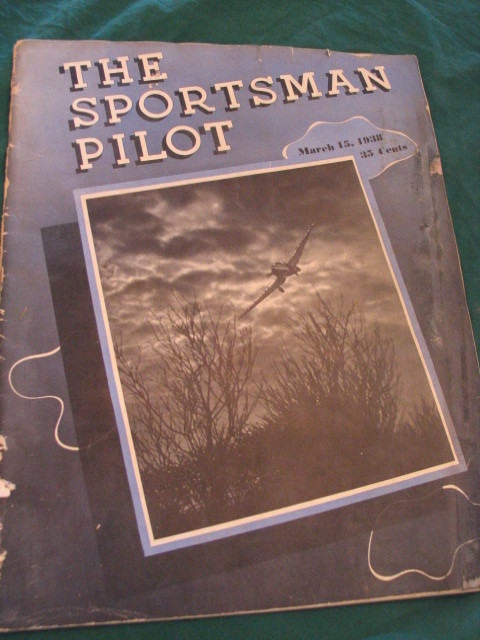 THE
SPORTSMAN
PILOT
March 15, 1938
35 Cents